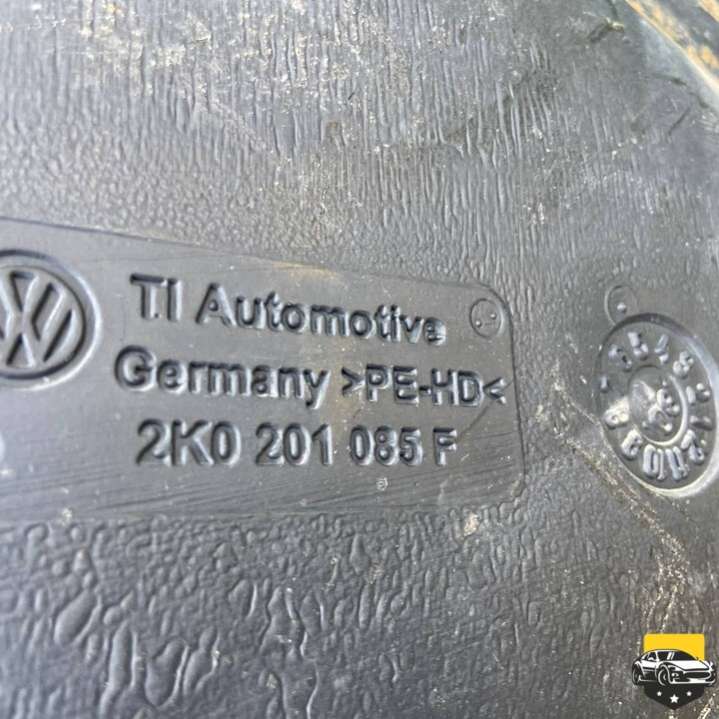 TI Automotive
Germany >PE-HD<
2K0 201 085 F